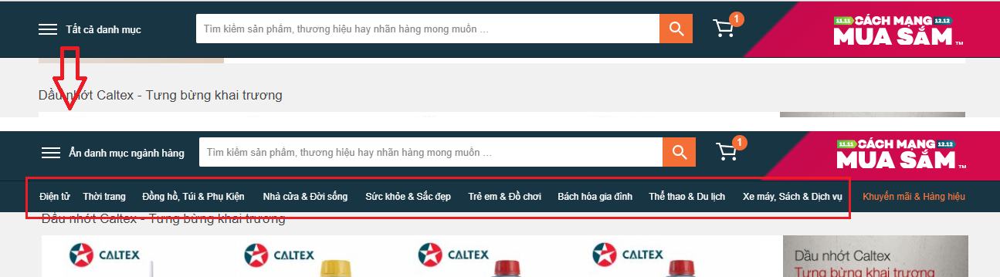 Tất cả danh mục
Tìm kiếm sản phẩm, thương hiệu hay nhãn hàng mong muốn ...
1
11.11 CÁCH MẠNG 12.12
MUA SẮM™
Dầu nhớt Caltex - Tưng bừng khai trương
Ẩn danh mục ngành hàng
Tìm kiếm sản phẩm, thương hiệu hay nhãn hàng mong muốn ...
1
11.11 CÁCH MẠNG 12.12
MUA SẮM™
Điện tử Thời trang Đồng hồ, Túi & Phụ Kiện Nhà cửa & Đời sống Sức khỏe & Sắc đẹp Trẻ em & Đồ chơi Bách hóa gia đình Thể thao & Du lịch Xe máy, Sách & Dịch vụ Khuyến mãi & Hàng hiệu
Dầu nhớt Caltex - Tưng bừng khai trương
CALTEX CALTEX CALTEX CALTEX
Dầu nhớt Caltex
Tưng bừng khai trương